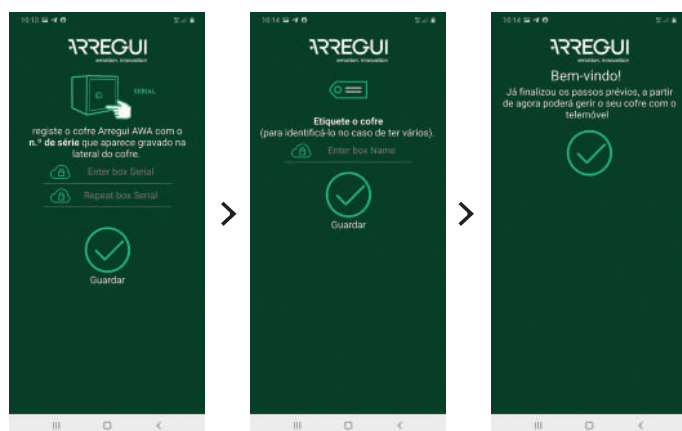 10:13
ARREGUI
emotion. innovation
SERIAL
registe o cofre Arregui AWA com o
n.º de série que aparece gravado na
lateral do cofre.
Enter box Serial
Repeat box Serial
Guardar
10:14
ARREGUI
emotion. innovation
Etiquete o cofre
(para identificá-lo no caso de ter vários).
Enter box Name
Guardar
10:14
ARREGUI
emotion. innovation
Bem-vindo!
Já finalizou os passos prévios, a partir
de agora poderá gerir o seu cofre com o
telemóvel